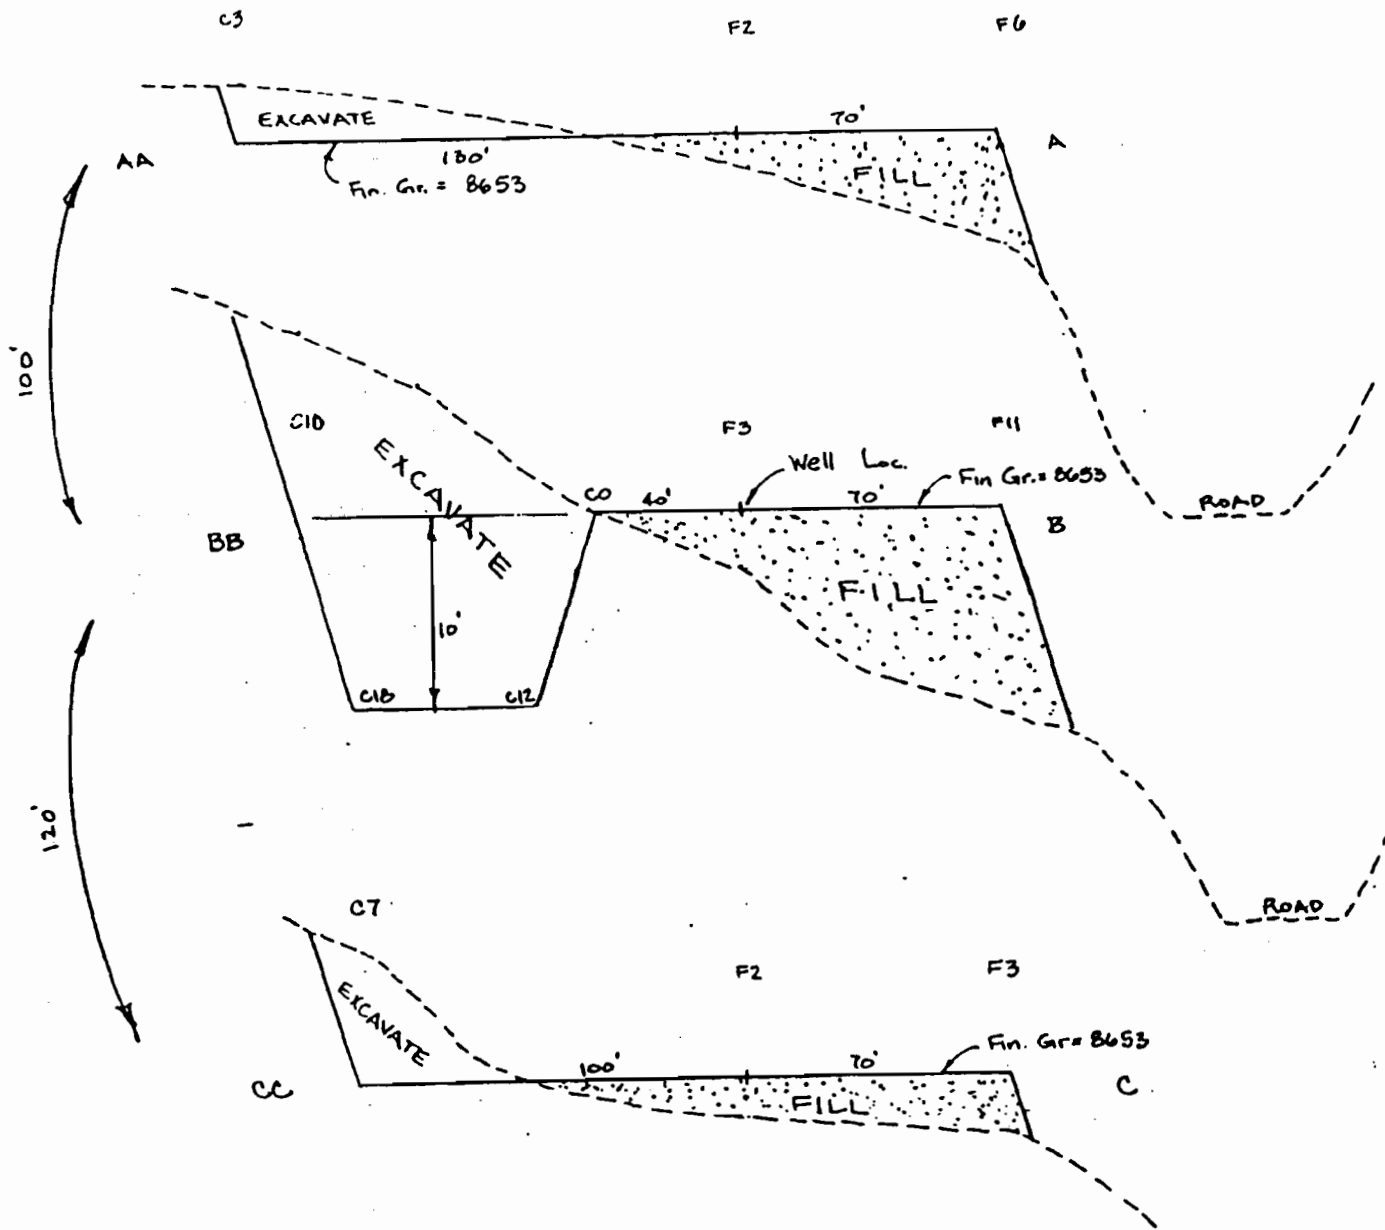 C3
F2
F6
EXCAVATE
70'
A
AA
130'
FILL
Fin. Gr. = 8653
100'
C10
F3
F11
EXCAVATE
Well Loc.
Fin Gr. = 8653
C0
40'
70'
ROAD
BB
B
FILL
10'
C18
C12
120'
C7
ROAD
F2
F3
EXCAVATE
Fin. Gr = 8653
100'
70'
CC
C
FILL